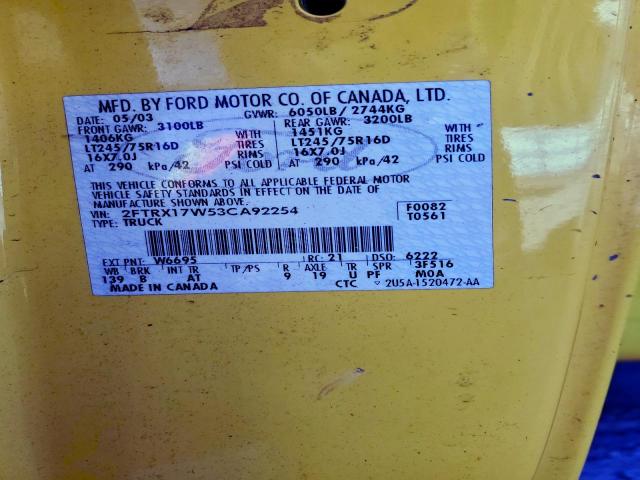 MFD. BY FORD MOTOR CO. OF CANADA, LTD.
DATE: 05/03 GVWR: 6050LB/ 2744KG
FRONT GAWR: 3100LB REAR GAWR: 3200LB
1406KG WITH 1451KG WITH
LT245/75R16D TIRES LT245/75R16D TIRES
16X7.0J RIMS 16X7.0J RIMS
AT 290 kPa/42 PSI COLD AT 290 kPa/42 PSI COLD
THIS VEHICLE CONFORMS TO ALL APPLICABLE FEDERAL MOTOR
VEHICLE SAFETY STANDARDS IN EFFECT ON THE DATE OF
MANUFACTURE SHOWN ABOVE.
VIN: 2FTRX17W53CA92254 F0082
TYPE: TRUCK T0561
EXT PNT: W6695 RC: 21 DSO: 6222
WB BRK INT TR TP/PS R AXLE TR SPR 3F516
139 B AT 9 19 U PF M0A
MADE IN CANADA CTC ▽ 2U5A-1520472-AA